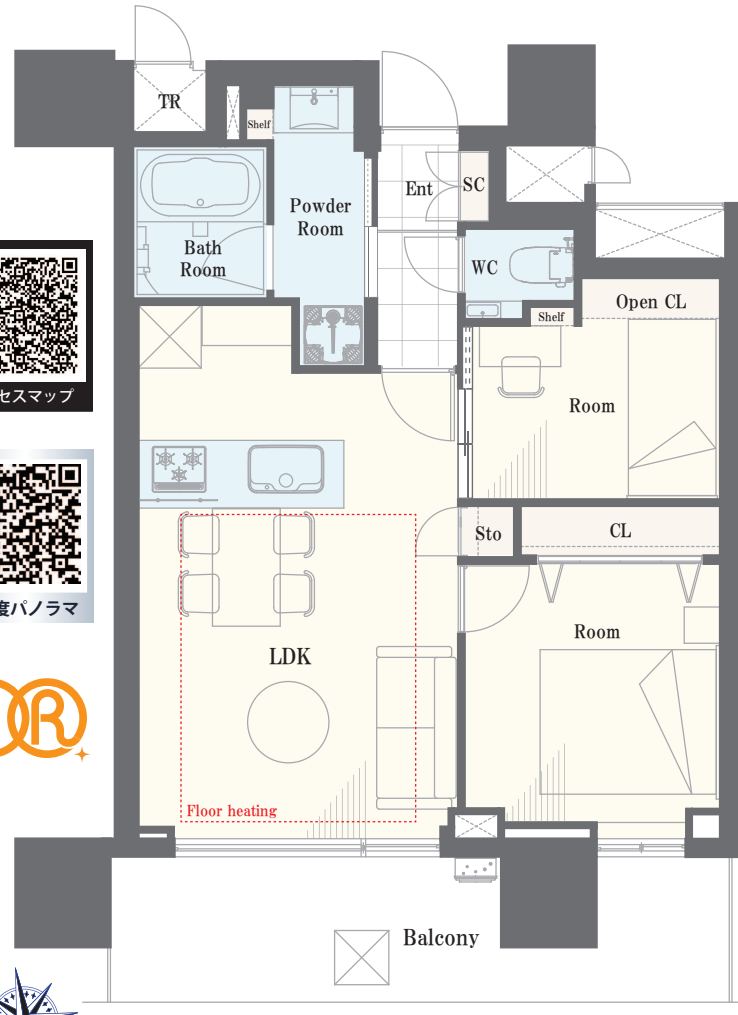 TR
Shelf
Ent
SC
Powder
Room
Bath
Room
WC
Open CL
Shelf
Room
セスマップ
Sto
CL
度パノラマ
Room
LDK
R
Floor heating
Balcony